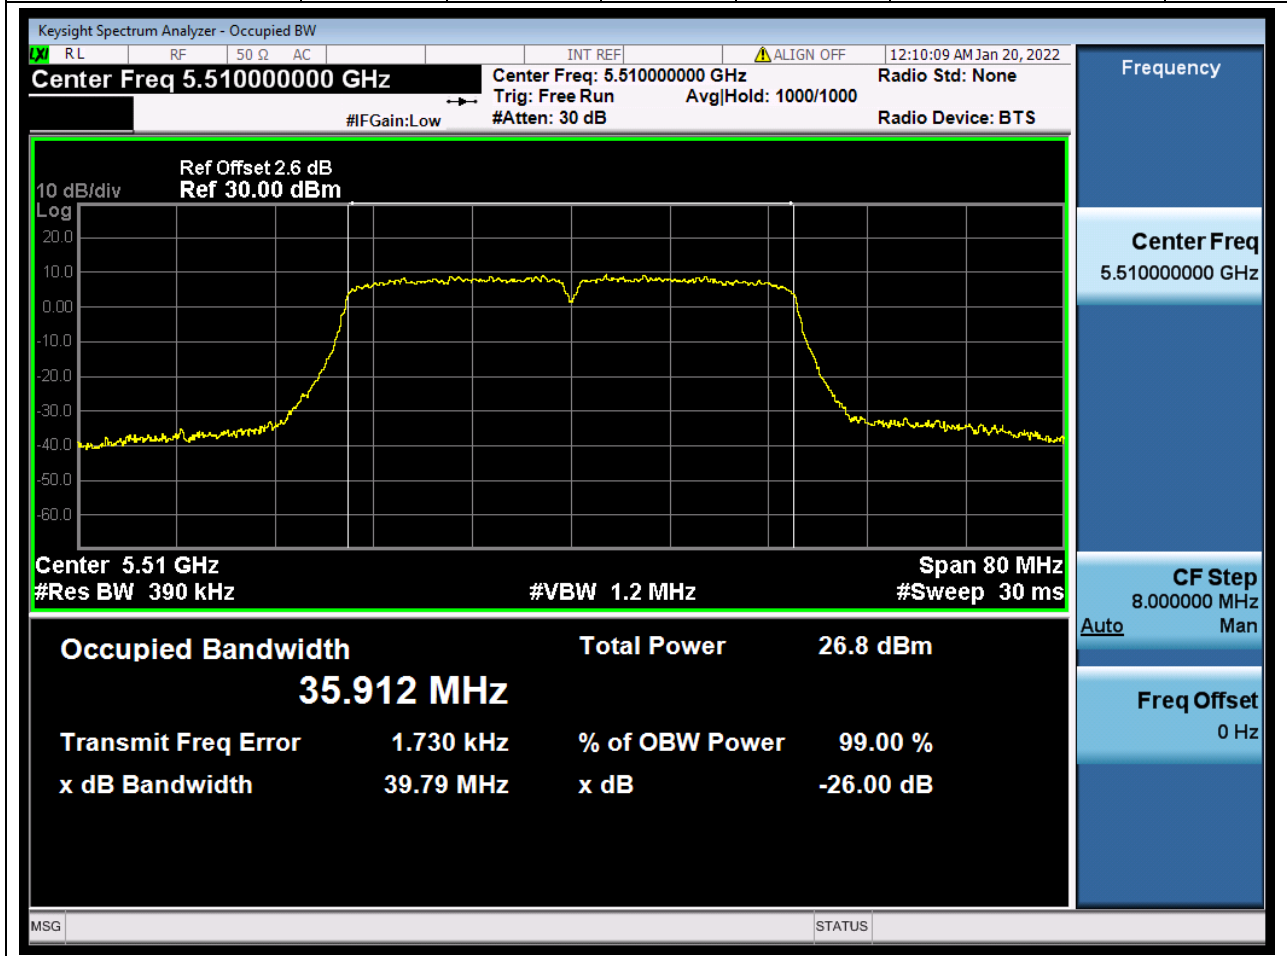 Keysight Spectrum Analyzer - Occupied BW
LXI RL RF 50 Ω AC INT REF ALIGN OFF 12:10:09 AM Jan 20, 2022
Center Freq 5.510000000 GHz
Center Freq: 5.510000000 GHz
Radio Std: None
Trig: Free Run Avg|Hold: 1000/1000
#IFGain:Low
#Atten: 30 dB
Radio Device: BTS
Ref Offset 2.6 dB
10 dB/div Ref 30.00 dBm
Log
20.0
10.0
0.00
-10.0
-20.0
-30.0
-40.0
-50.0
-60.0
Center 5.51 GHz Span 80 MHz
#Res BW 390 kHz #VBW 1.2 MHz #Sweep 30 ms
Occupied Bandwidth Total Power 26.8 dBm
35.912 MHz
Transmit Freq Error 1.730 kHz % of OBW Power 99.00 %
x dB Bandwidth 39.79 MHz x dB -26.00 dB
MSG STATUS
Frequency
Center Freq
5.510000000 GHz
CF Step
8.000000 MHz
Auto Man
Freq Offset
0 Hz